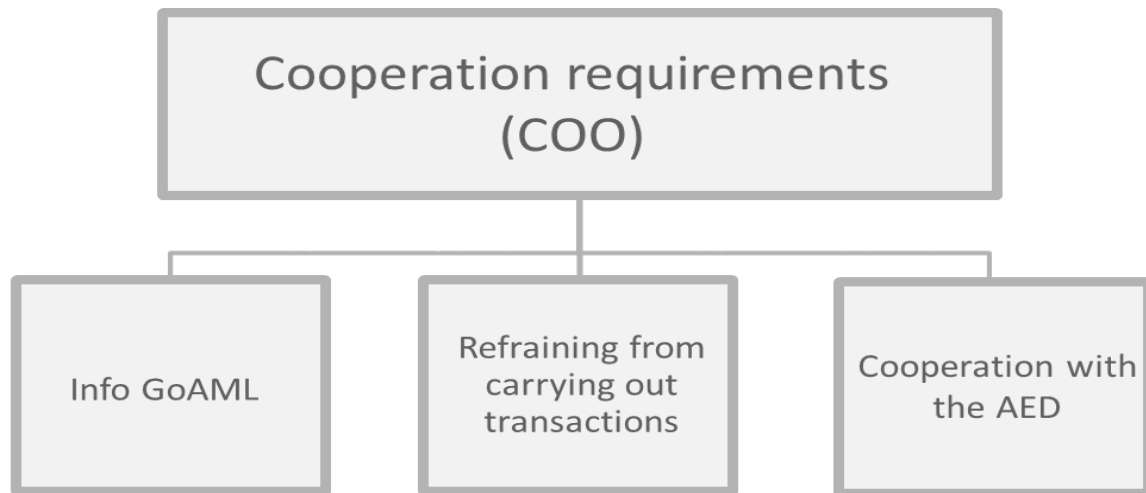 Cooperation requirements
(COO)
Info GoAML
Refraining from
carrying out
transactions
Cooperation with
the AED